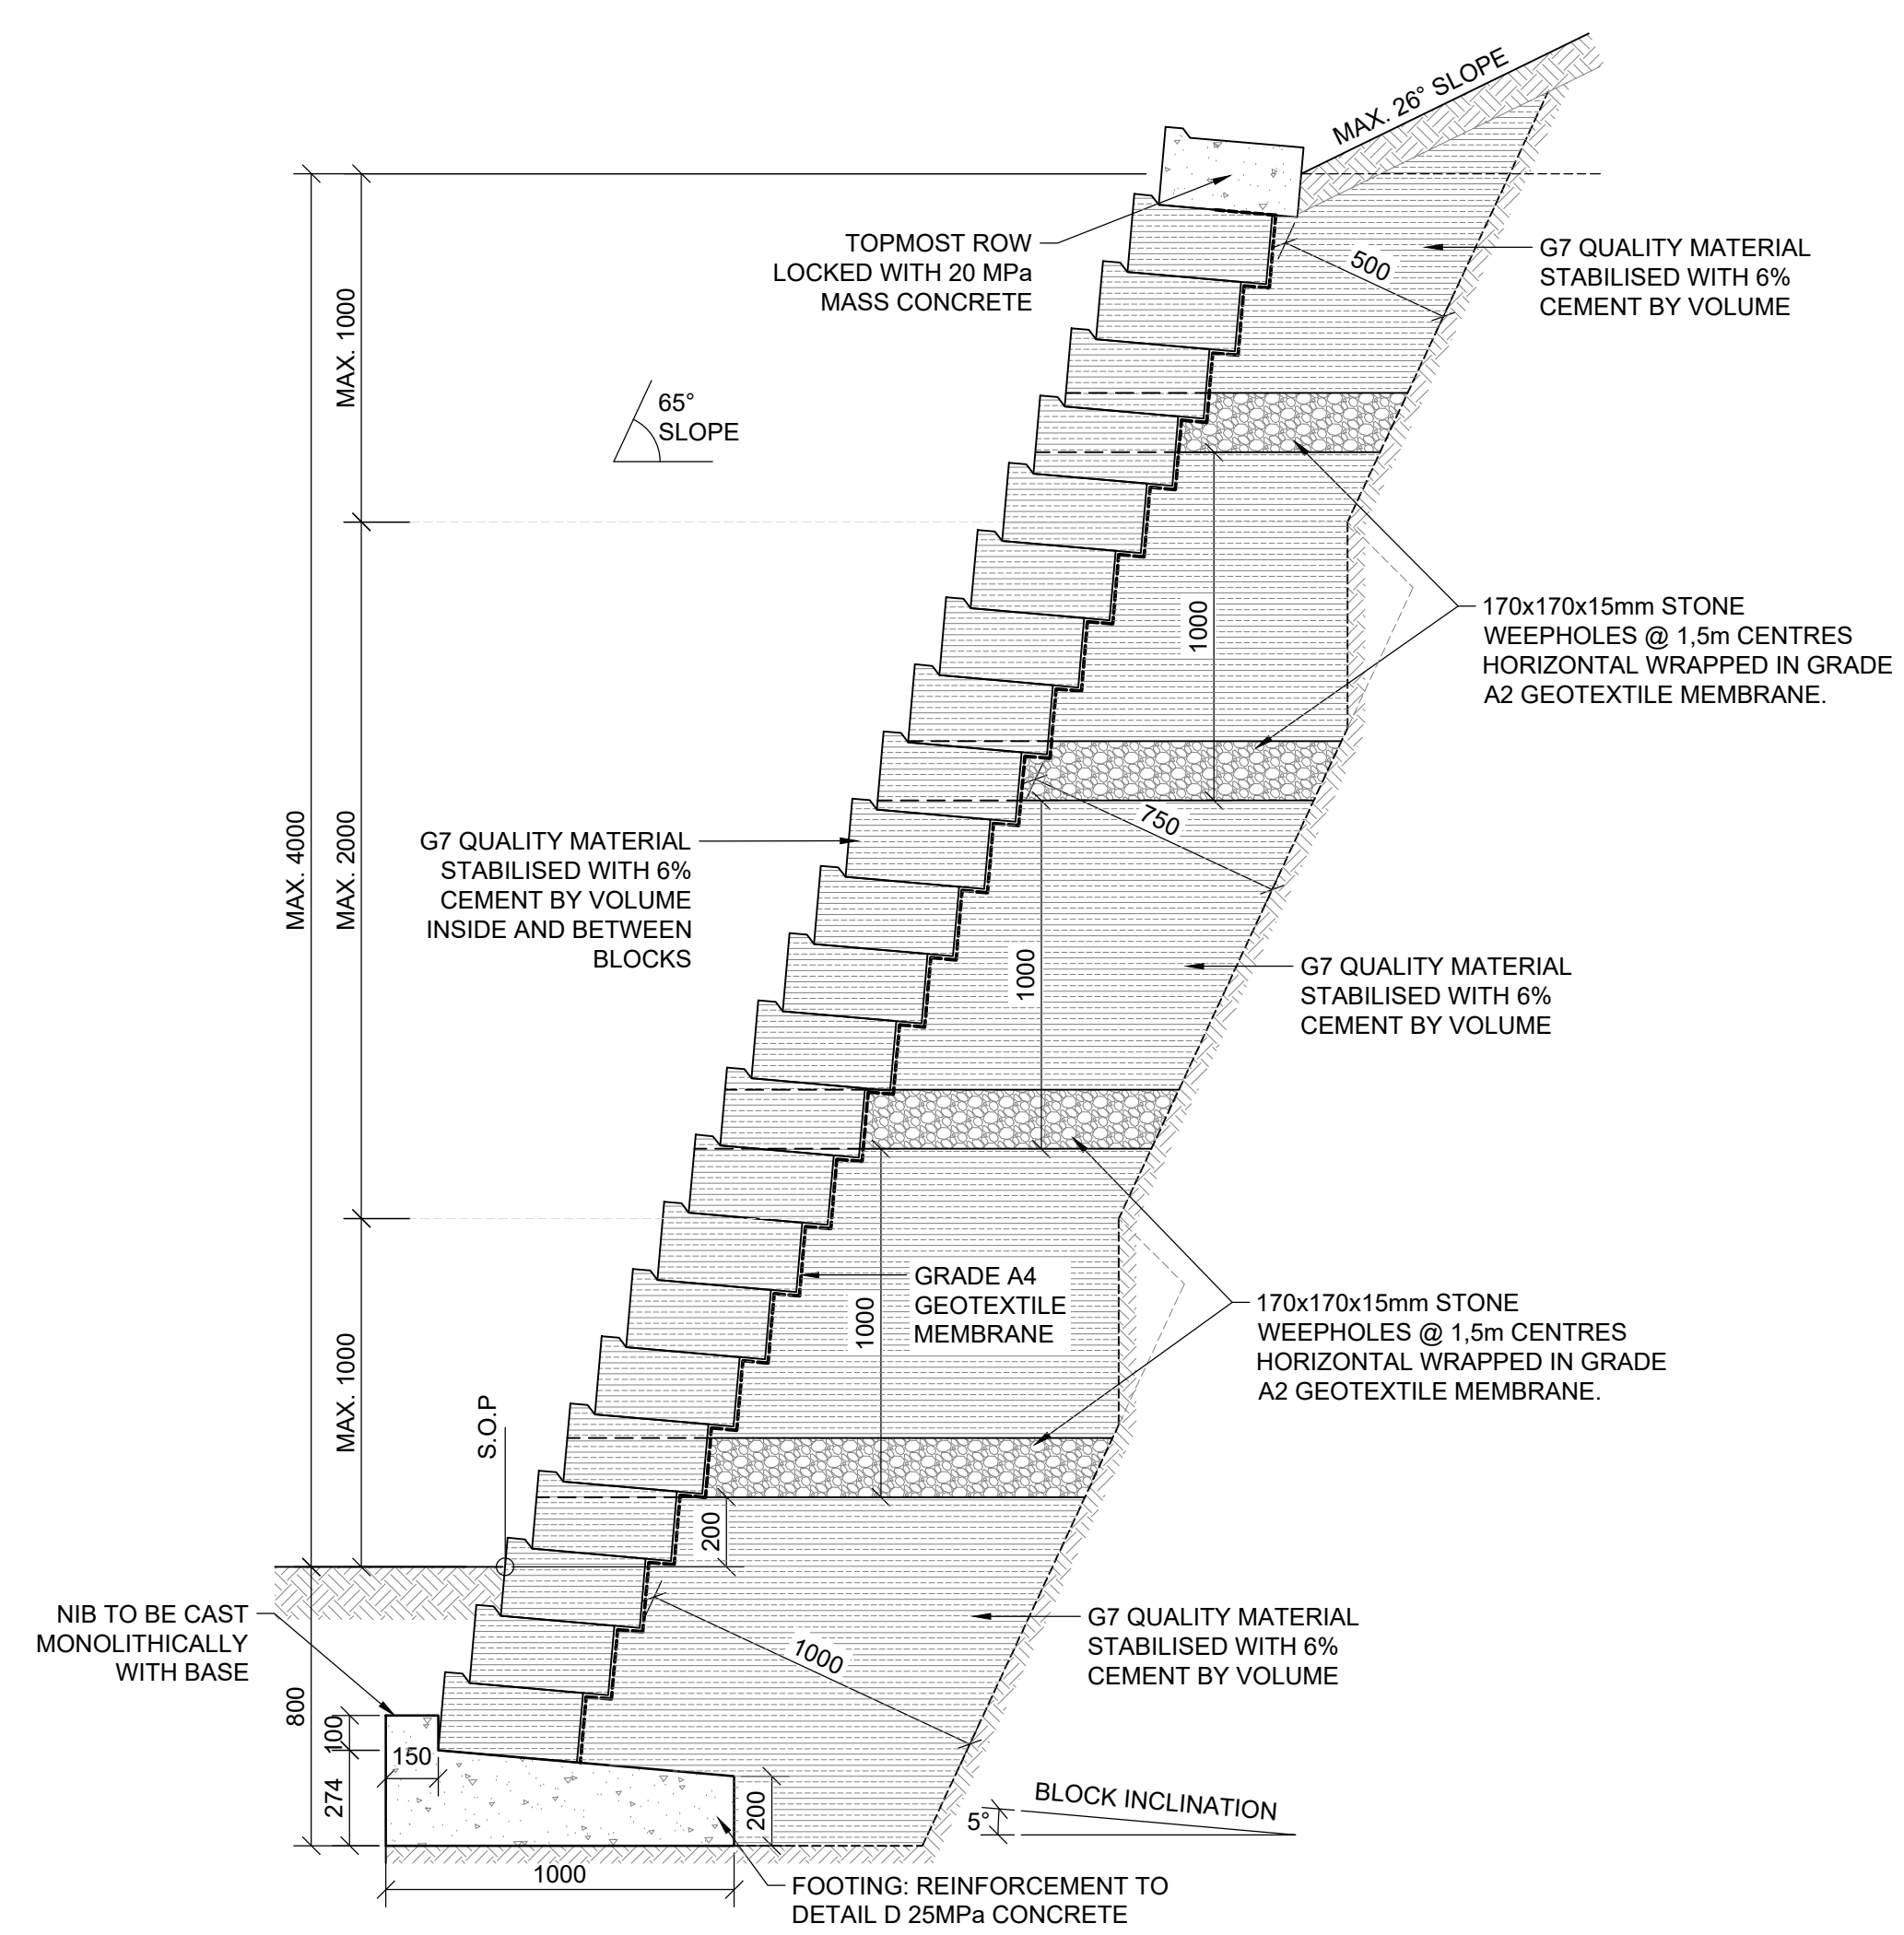 MAX. 26° SLOPE
TOPMOST ROW
LOCKED WITH 20 MPa
MASS CONCRETE
500
G7 QUALITY MATERIAL
STABILISED WITH 6%
CEMENT BY VOLUME
MAX. 1000
65°
SLOPE
1000
170x170x15mm STONE
WEEPHOLES @ 1,5m CENTRES
HORIZONTAL WRAPPED IN GRADE
A2 GEOTEXTILE MEMBRANE.
MAX. 4000
MAX. 2000
G7 QUALITY MATERIAL
STABILISED WITH 6%
CEMENT BY VOLUME
INSIDE AND BETWEEN
BLOCKS
750
1000
G7 QUALITY MATERIAL
STABILISED WITH 6%
CEMENT BY VOLUME
GRADE A4
GEOTEXTILE
MEMBRANE
1000
170x170x15mm STONE
WEEPHOLES @ 1,5m CENTRES
HORIZONTAL WRAPPED IN GRADE
A2 GEOTEXTILE MEMBRANE.
MAX. 1000
S.O.P
200
NIB TO BE CAST
MONOLITHICALLY
WITH BASE
1000
G7 QUALITY MATERIAL
STABILISED WITH 6%
CEMENT BY VOLUME
800
100
150
274
200
5°
BLOCK INCLINATION
1000
FOOTING: REINFORCEMENT TO
DETAIL D 25MPa CONCRETE